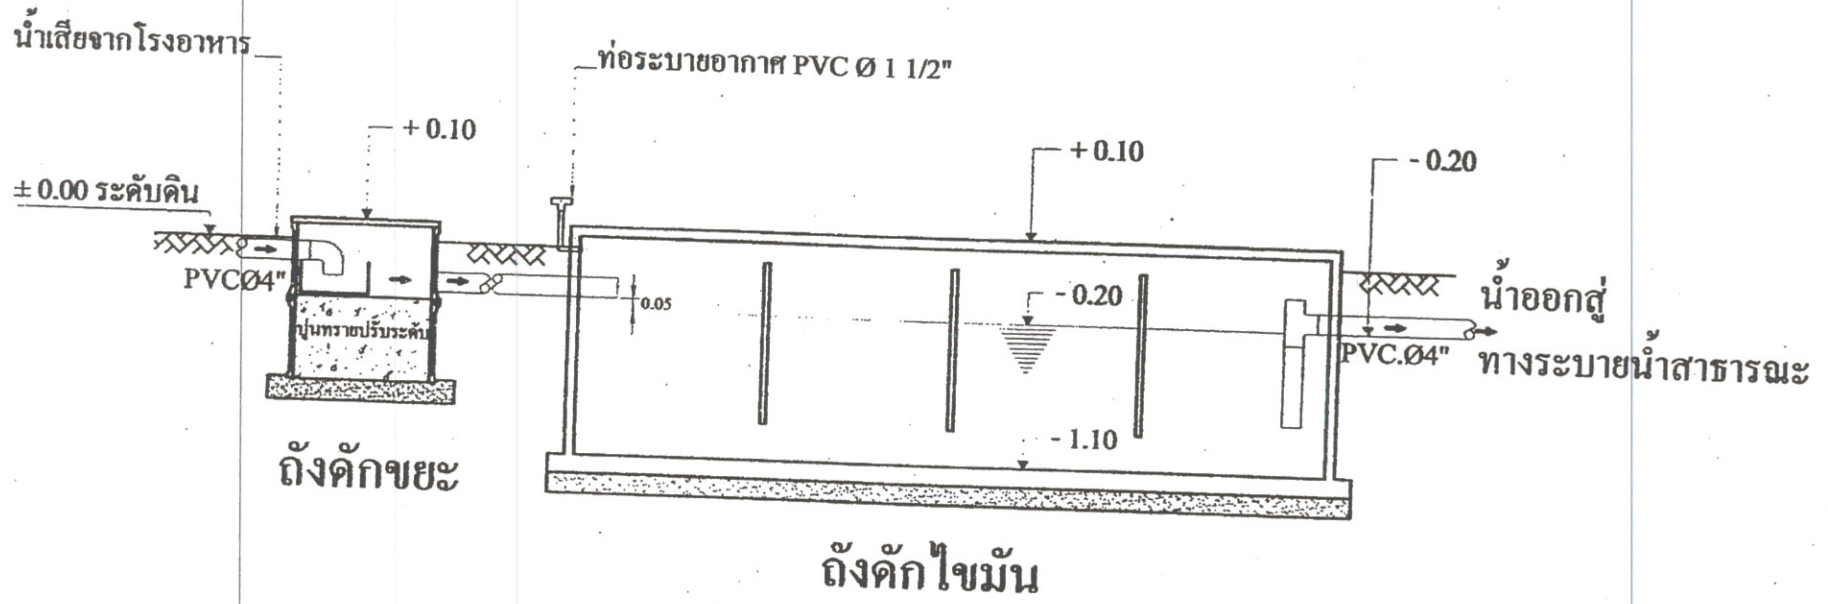 น้ำเสียจากโรงอาหาร
ท่อระบายอากาศ PVC Ø 1 1/2"
+ 0.10
+ 0.10
- 0.20
± 0.00 ระดับดิน
PVCØ4"
0.05
- 0.20
น้ำออกสู่
ปูนทรายปรับระดับ
PVC.Ø4"
ทางระบายน้ำสาธารณะ
- 1.10
ถังดักขยะ
ถังดักไขมัน